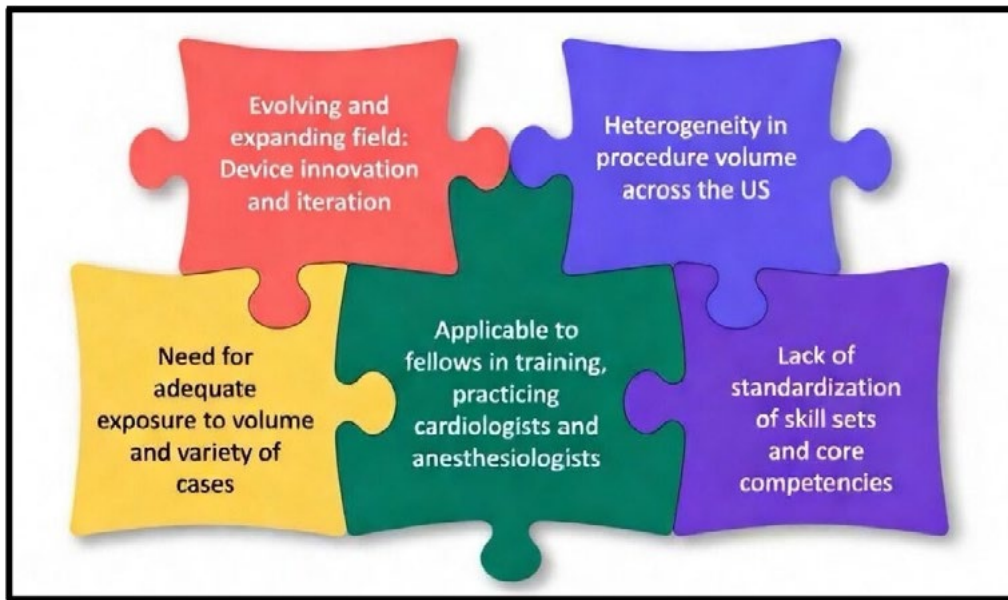 Evolving and
expanding field:
Device innovation
and iteration
Heterogeneity in
procedure volume
across the US
Need for
adequate
exposure to volume
and variety of
cases
Applicable to
fellows in training,
practicing
cardiologists and
anesthesiologists
Lack of
standardization
of skill sets
and core
competencies